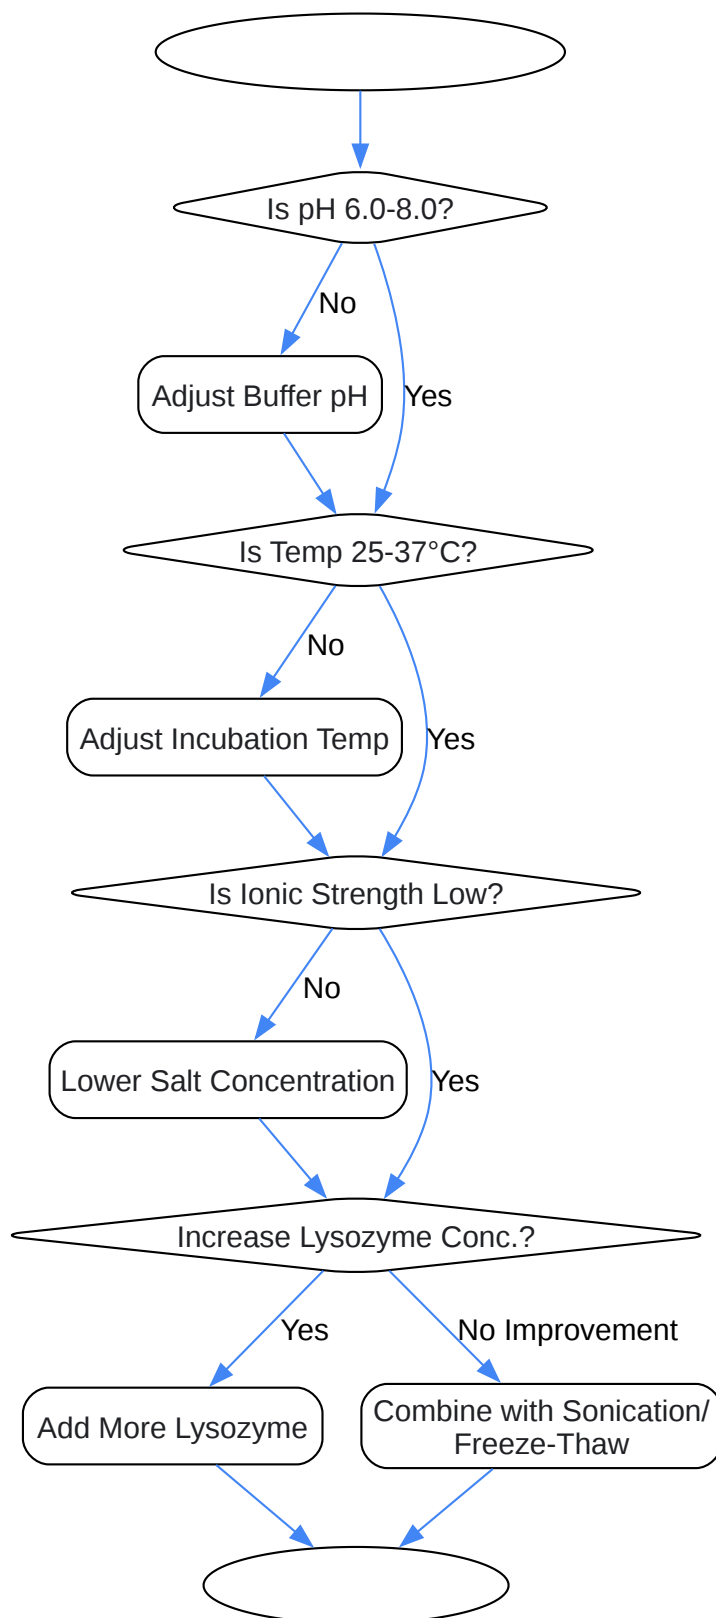 Is pH 6.0-8.0?
No
Adjust Buffer pH
Yes
Is Temp 25-37°C?
No
Adjust Incubation Temp
Yes
Is Ionic Strength Low?
No
Lower Salt Concentration
Yes
Increase Lysozyme Conc.?
Yes
No Improvement
Add More Lysozyme
Combine with Sonication/
Freeze-Thaw